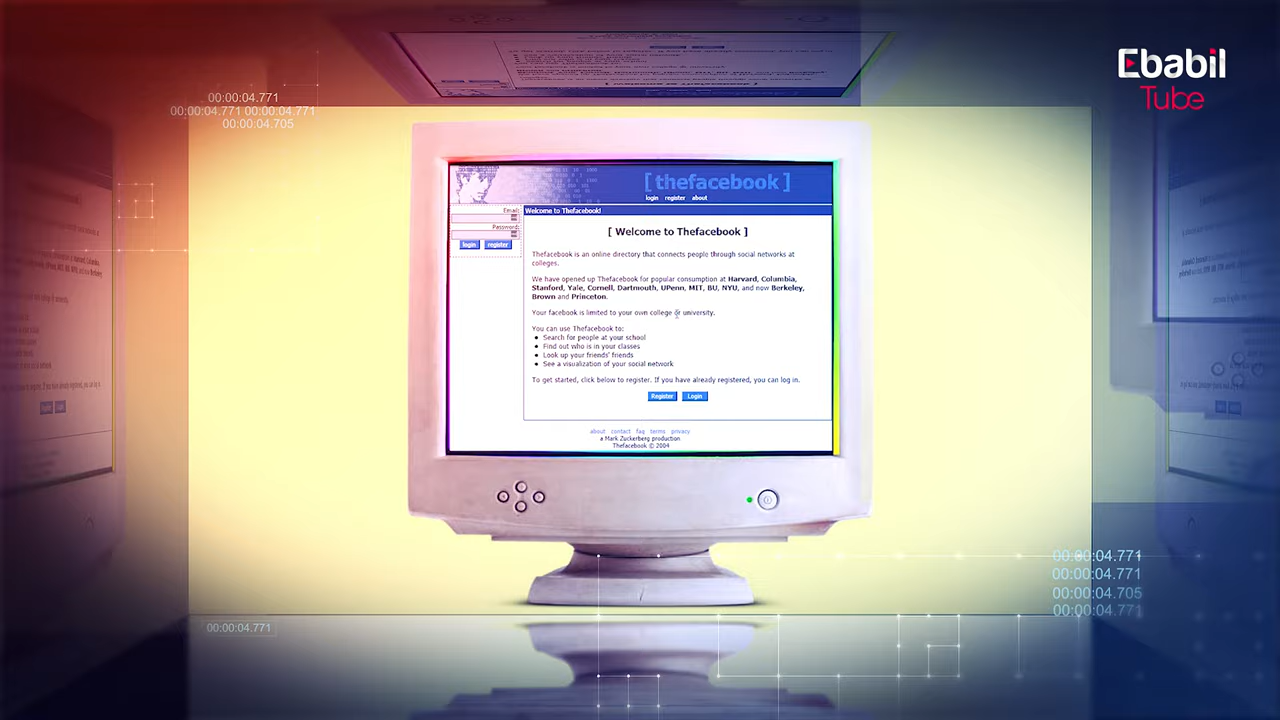 Ebabil
Tube
00:00:04.771
00:00:04.771 00:00:04.771
00:00:04.705
[thefacebook]
login register about
Email:
Password:
login register
Welcome to Thefacebook!
[ Welcome to Thefacebook ]
Thefacebook is an online directory that connects people through social networks at
colleges.
We have opened up Thefacebook for popular consumption at Harvard, Columbia,
Stanford, Yale, Cornell, Dartmouth, UPenn, MIT, BU, NYU, and now Berkeley,
Brown and Princeton.
Your facebook is limited to your own college or university.
You can use Thefacebook to:
• Search for people at your school
• Find out who is in your classes
• Look up your friends' friends
• See a visualization of your social network
To get started, click below to register. If you have already registered, you can log in.
Register Login
about contact faq terms privacy
a Mark Zuckerberg production
Thefacebook © 2004
00:00:04.771
00:00:04.771
00:00:04.705
00:00:04.771
00:00:04.771